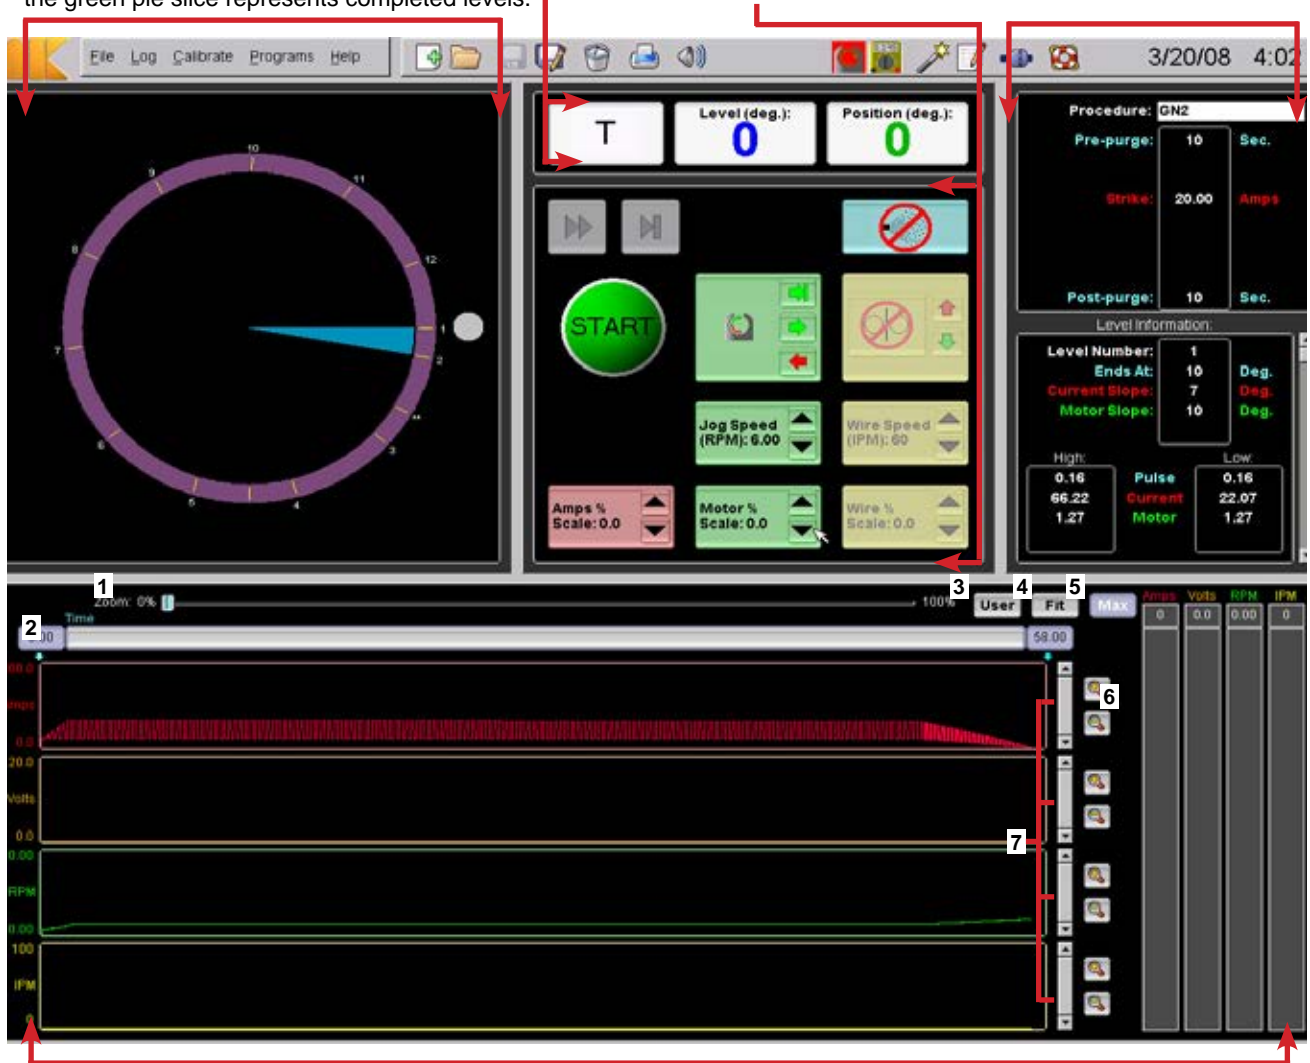 the green pie slice represents completed levels.
File Log Calibrate Programs Help
3/20/08 4:02
T
Level (deg.):
0
Position (deg.):
0
Procedure: GN2
Pre-purge: 10 Sec.
Strike: 20.00 Amps
Post-purge: 10 Sec.
Level Information:
Level Number: 1
Ends At: 10 Deg.
Current Slope: 7 Deg.
Motor Slope: 10 Deg.
High: Low:
0.16 Pulse 0.16
66.22 Current 22.07
1.27 Motor 1.27
10
11
12
1
2
3
4
5
6
7
8
9
START
Jog Speed
(RPM): 6.00
Wire Speed
(IPM): 60
Amps %
Scale: 0.0
Motor %
Scale: 0.0
Wire %
Scale: 0.0
1
Zoom: 0% 100%
3
User
4
Fit
5
Max
Amps Volts RPM IPM
0 0.0 0.00 0
2
Time
58.00
0.0
6
20.0
Volts
0.0
7
RPM
0.00
100
IPM
0